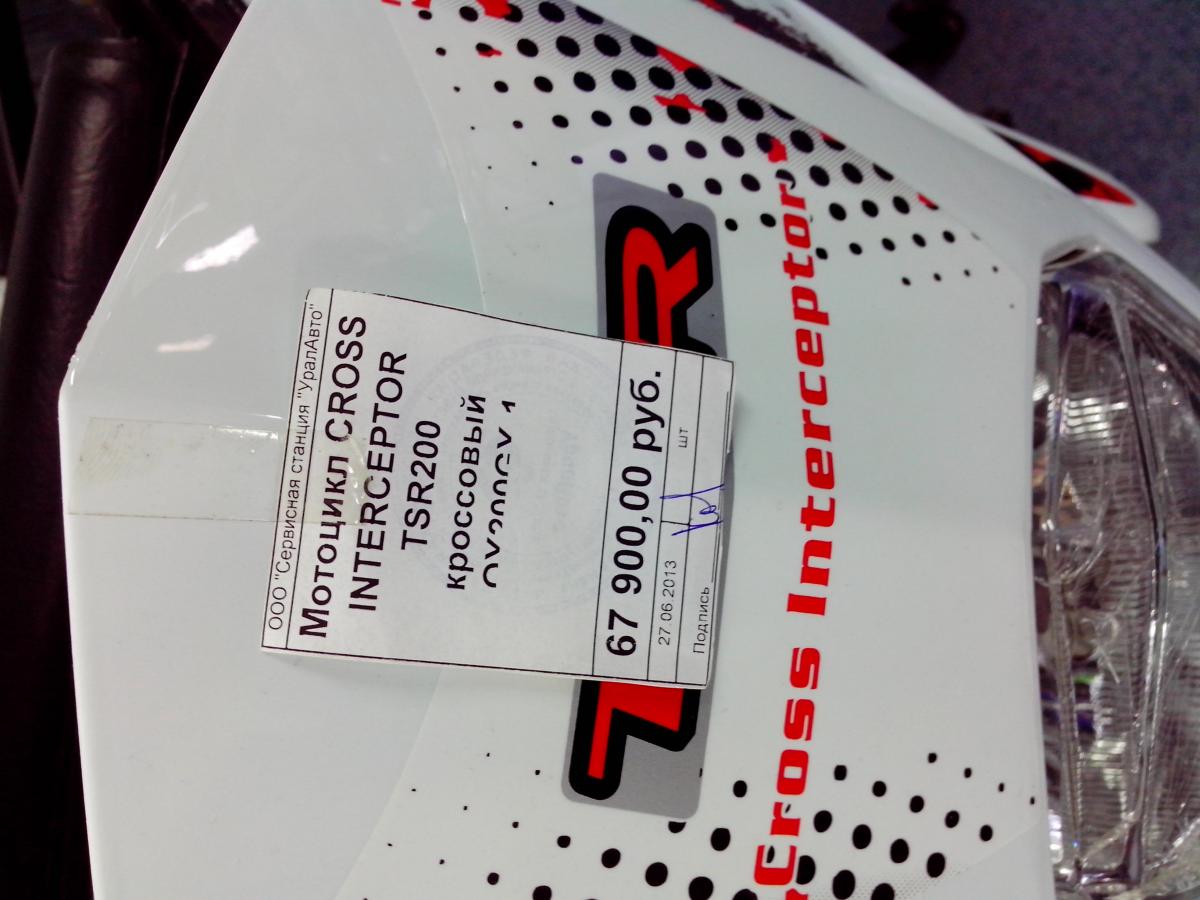 ООО "Сервисная станция "УралАвто"
Мотоцикл CROSS
INTERCEPTOR
TSR200
кроссовый
67 900,00 руб.
27.06.2013 шт
Подпись
Cross Interceptor